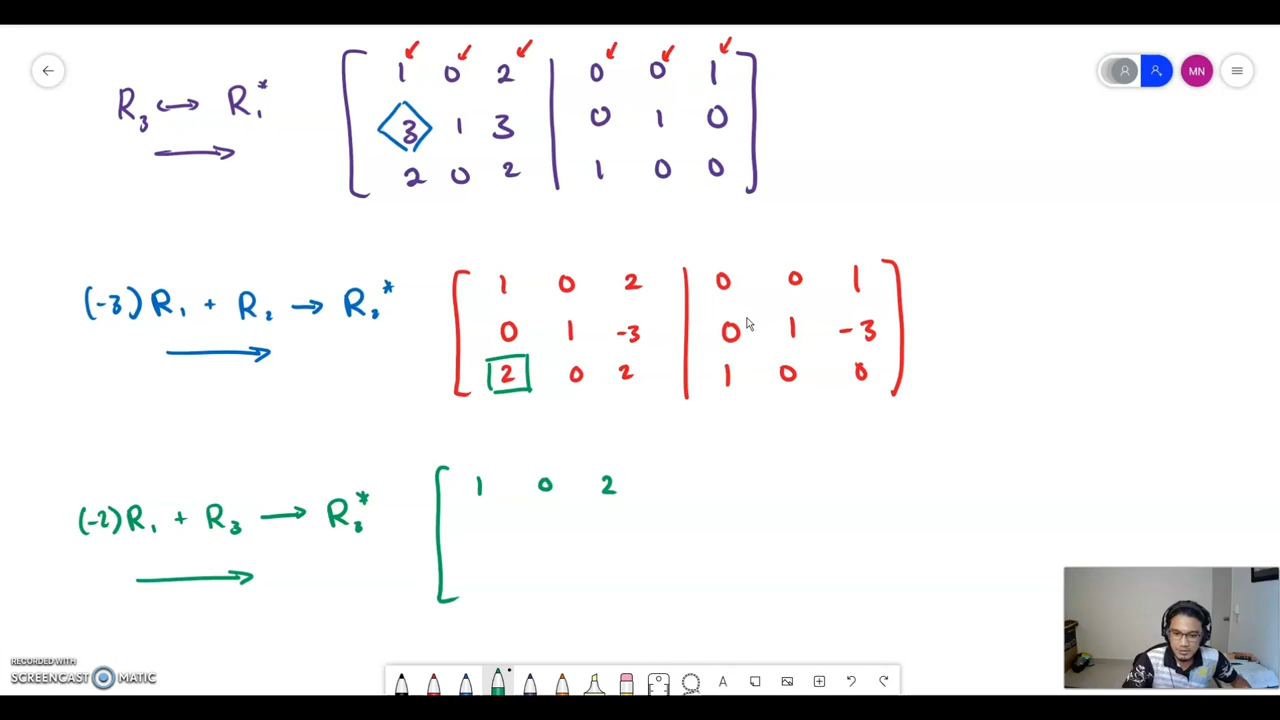 R₃ ↔ R₁* [ 1 0 2 | 0 0 1 ]
3 1 3 | 0 1 0
2 0 2 | 1 0 0
MN
(-3)R₁ + R₂ → R₂* [ 1 0 2 | 0 0 1 ]
0 1 -3 | 0 1 -3
2 0 2 | 1 0 0
(-2)R₁ + R₃ → R₃* [ 1 0 2
RECORDED WITH
SCREENCAST MATIC
A